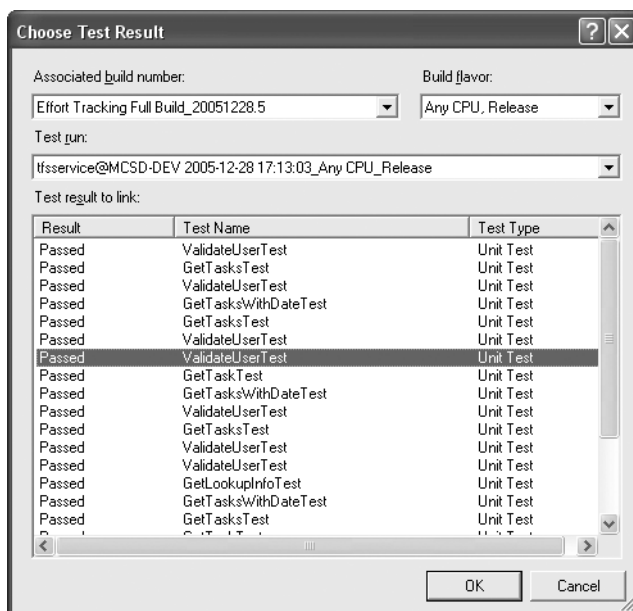 Choose Test Result
Associated build number: Build flavor:
Effort Tracking Full Build_20051228.5 Any CPU, Release
Test run:
tfsservice@MCSD-DEV 2005-12-28 17:13:03_Any CPU_Release
Test result to link:
Result Test Name Test Type
Passed ValidateUserTest Unit Test
Passed GetTasksTest Unit Test
Passed ValidateUserTest Unit Test
Passed GetTasksWithDateTest Unit Test
Passed GetTasksTest Unit Test
Passed ValidateUserTest Unit Test
Passed ValidateUserTest Unit Test
Passed GetTaskTest Unit Test
Passed GetTasksWithDateTest Unit Test
Passed ValidateUserTest Unit Test
Passed GetTasksTest Unit Test
Passed ValidateUserTest Unit Test
Passed ValidateUserTest Unit Test
Passed GetLookupInfoTest Unit Test
Passed GetTasksWithDateTest Unit Test
Passed GetTasksTest Unit Test
OK Cancel